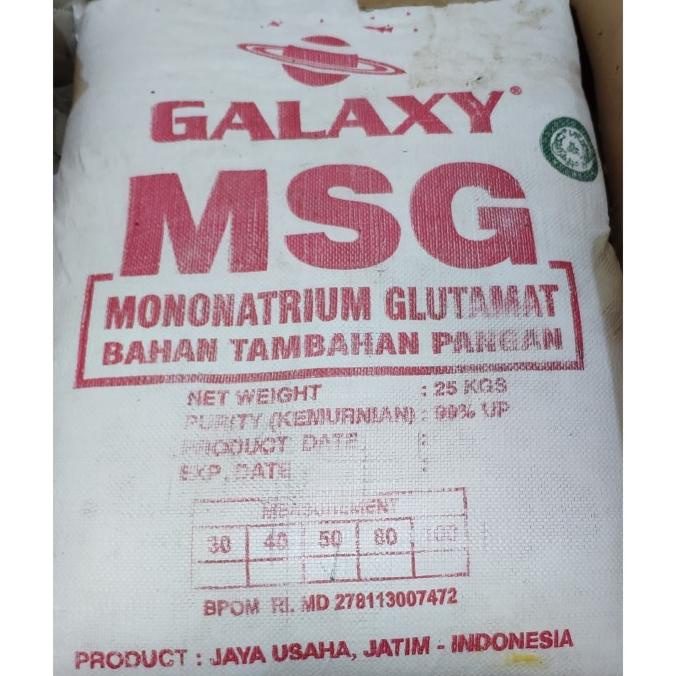 GALAXY®
MSG
MONONATRIUM GLUTAMAT
BAHAN TAMBAHAN PANGAN
NET WEIGHT : 25 KGS
PURITY (KEMURNIAN) : 99% UP
PRODUCT DATE :
EXP. DATE :
MEASUREMENT
30 40 50 80 100
BPOM RI. MD 278113007472
PRODUCT : JAYA USAHA, JATIM - INDONESIA